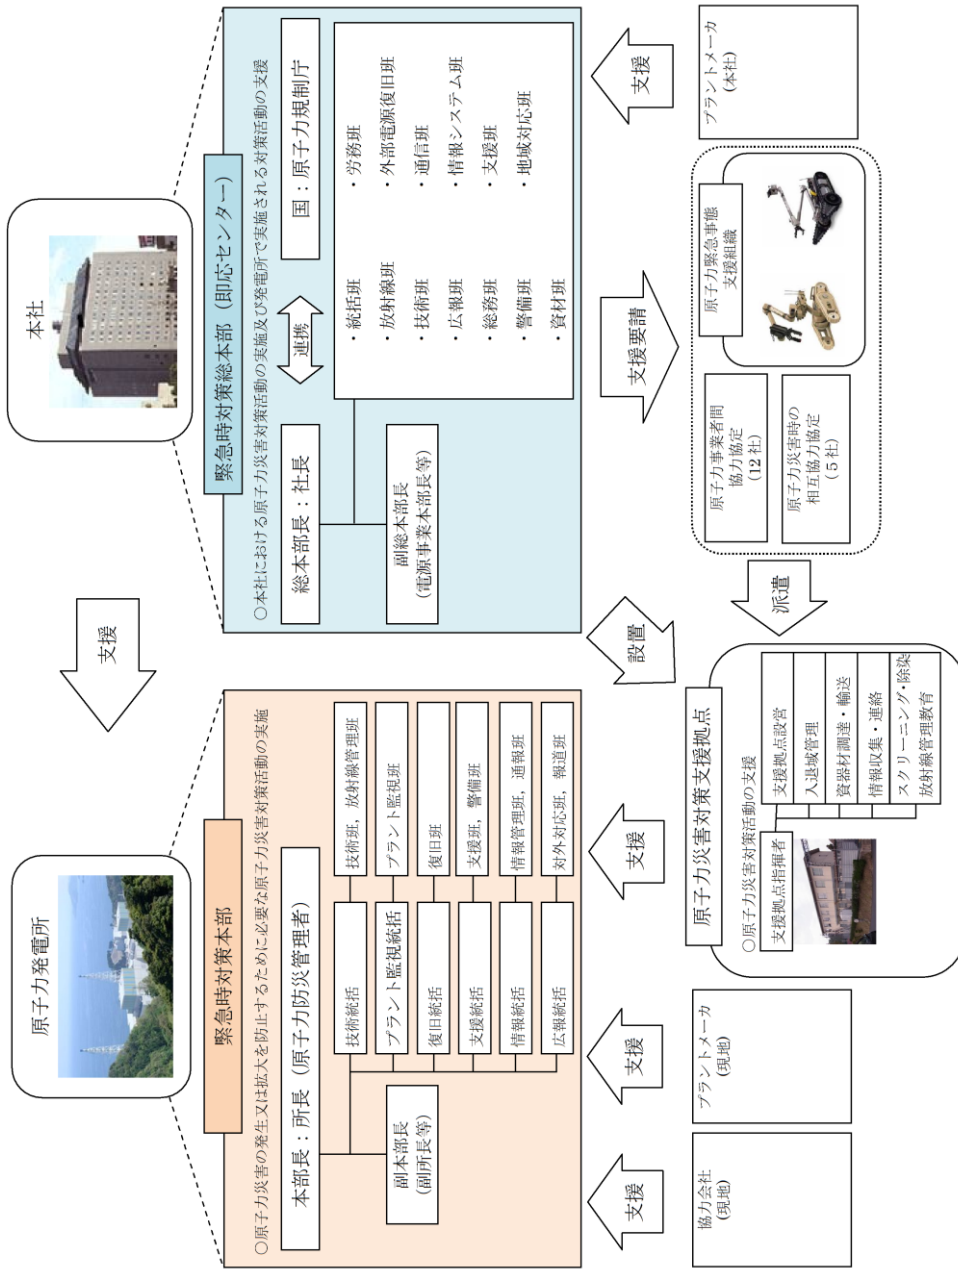 原子力発電所
緊急時対策本部
○原子力災害の発生又は拡大を防止するために必要な原子力災害対策活動の実施
本部長：所長（原子力防災管理者）
副本部長
(副所長等)
技術統括
技術班，放射線管理班
プラント監視統括
プラント監視班
復旧統括
復旧班
支援統括
支援班，警備班
情報統括
情報管理班，通報班
広報統括
対外対応班，報道班
支援
本社
緊急時対策総本部（即応センター）
○本社における原子力災害対策活動の実施及び発電所で実施される対策活動の支援
総本部長：社長
連携
国：原子力規制庁
副総本部長
(電源事業本部長等)
・統括班
・労務班
・放射線班
・外部電源復旧班
・技術班
・通信班
・広報班
・情報システム班
・総務班
・支援班
・警備班
・地域対応班
・資材班
支援
支援
支援
設置
支援要請
支援
協力会社
(現地)
プラントメーカ
(現地)
原子力災害対策支援拠点
○原子力災害対策活動の支援
支援拠点指揮者
支援拠点設営
入退域管理
資器材調達・輸送
情報収集・連絡
スクリーニング・除染
放射線管理教育
派遣
原子力事業者間
協力協定
(12 社)
原子力災害時の
相互協力協定
(5 社)
原子力緊急事態
支援組織
プラントメーカ
(本社)